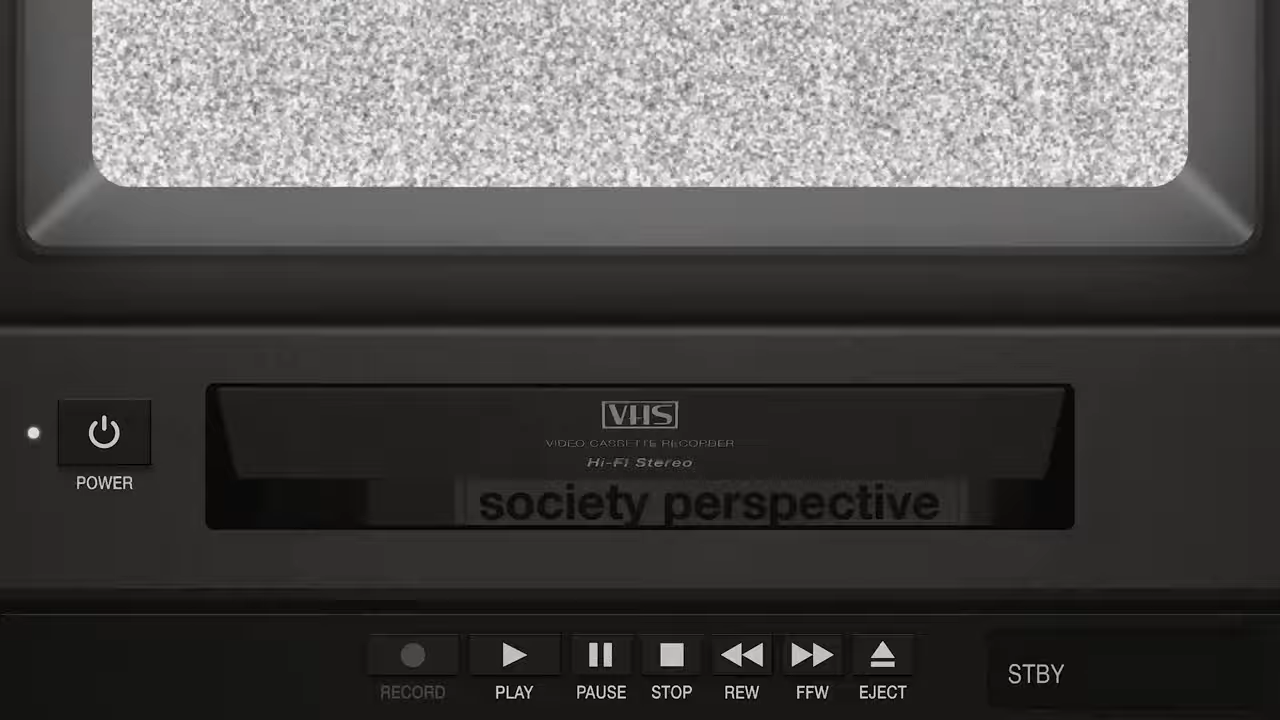 VHS
VIDEO CASSETTE RECORDER
Hi-Fi Stereo
society perspective
POWER
RECORD PLAY PAUSE STOP REW FFW EJECT
STBY